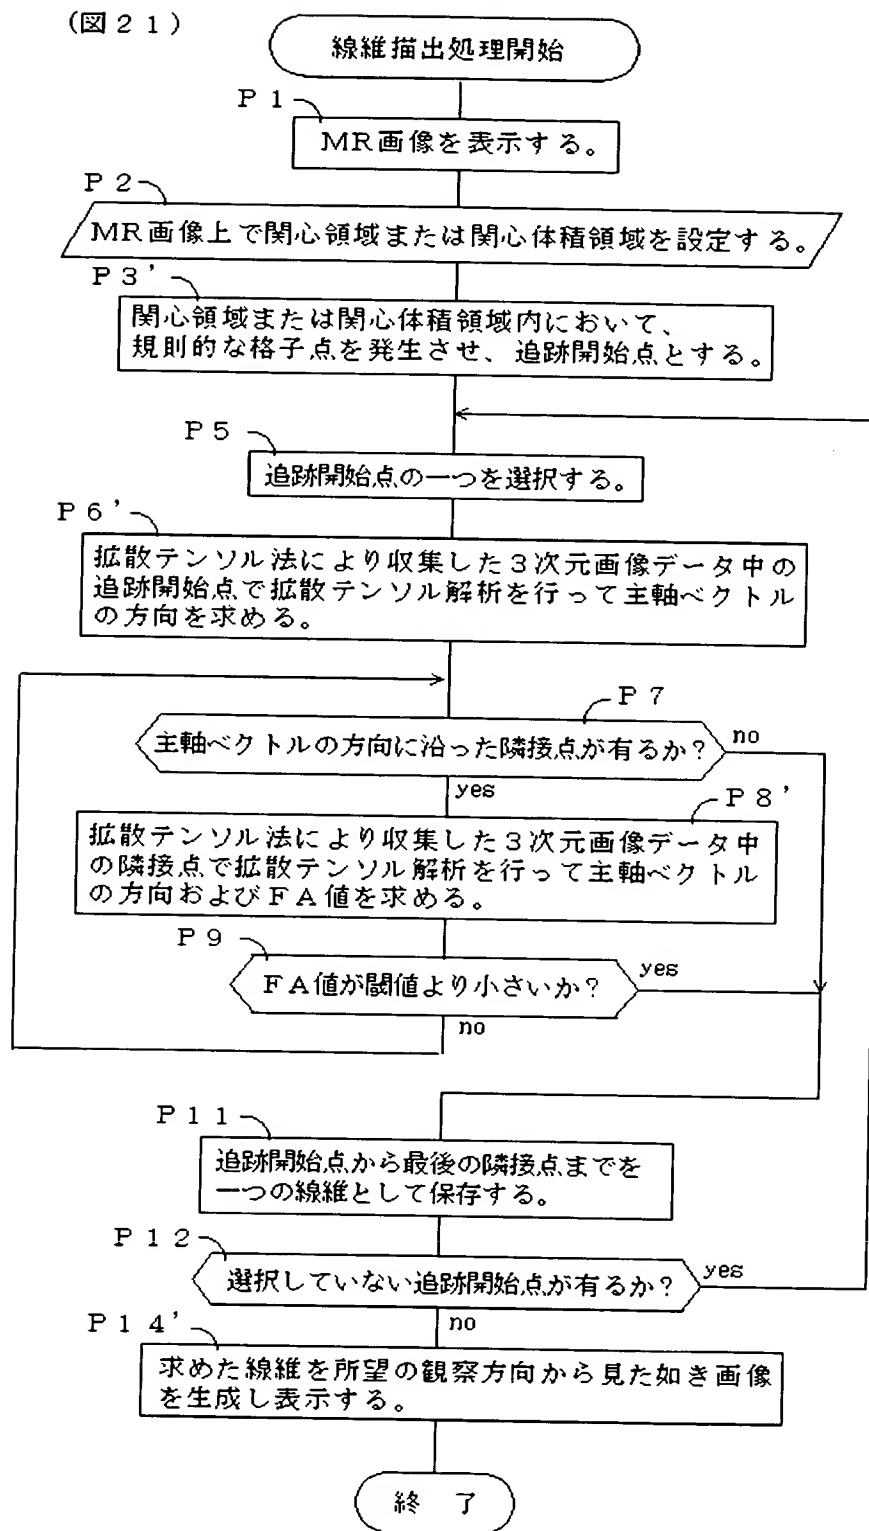 (図21)
線維描出処理開始
P1
MR画像を表示する。
P2
MR画像上で関心領域または関心体積領域を設定する。
P3'
関心領域または関心体積領域内において、
規則的な格子点を発生させ、追跡開始点とする。
P5
追跡開始点の一つを選択する。
P6'
拡散テンソル法により収集した3次元画像データ中の
追跡開始点で拡散テンソル解析を行って主軸ベクトル
の方向を求める。
P7
主軸ベクトルの方向に沿った隣接点が有るか?
no
yes
P8'
拡散テンソル法により収集した3次元画像データ中
の隣接点で拡散テンソル解析を行って主軸ベクトル
の方向およびFA値を求める。
P9
FA値が閾値より小さいか?
yes
no
P11
追跡開始点から最後の隣接点までを
一つの線維として保存する。
P12
選択していない追跡開始点が有るか?
yes
no
P14'
求めた線維を所望の観察方向から見た如き画像
を生成し表示する。
終 了